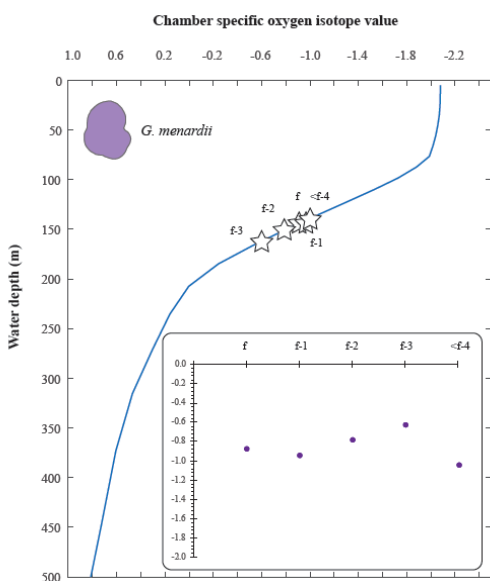 Chamber specific oxygen isotope value
1.0 0.6 0.2 -0.2 -0.6 -1.0 -1.4 -1.8 -2.2
0
50
100
150
200
250
300
350
400
450
500
Water depth (m)
G. menardii
f <f-4
f-2
f-3
f-1
f f-1 f-2 f-3 <f-4
0.0
-0.2
-0.4
-0.6
-0.8
-1.0
-1.2
-1.4
-1.6
-1.8
-2.0